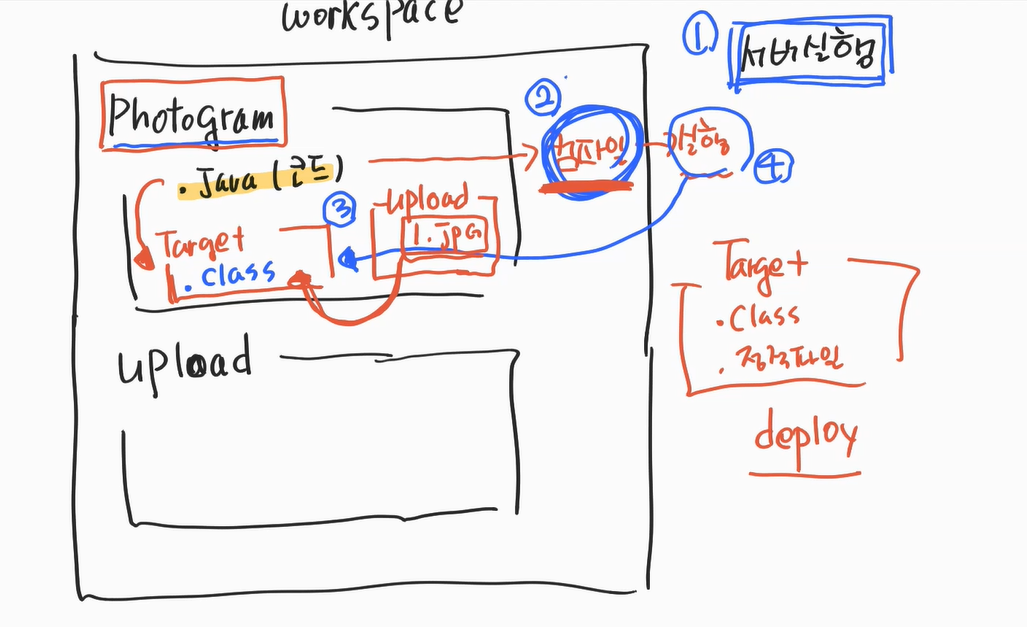 workspace
① 서버실행
Photogram
② 컴파일
실행
④
.java (코드)
③
upload
1.jpg
Target
.class
Target
.Class
.정적파일
upload
deploy